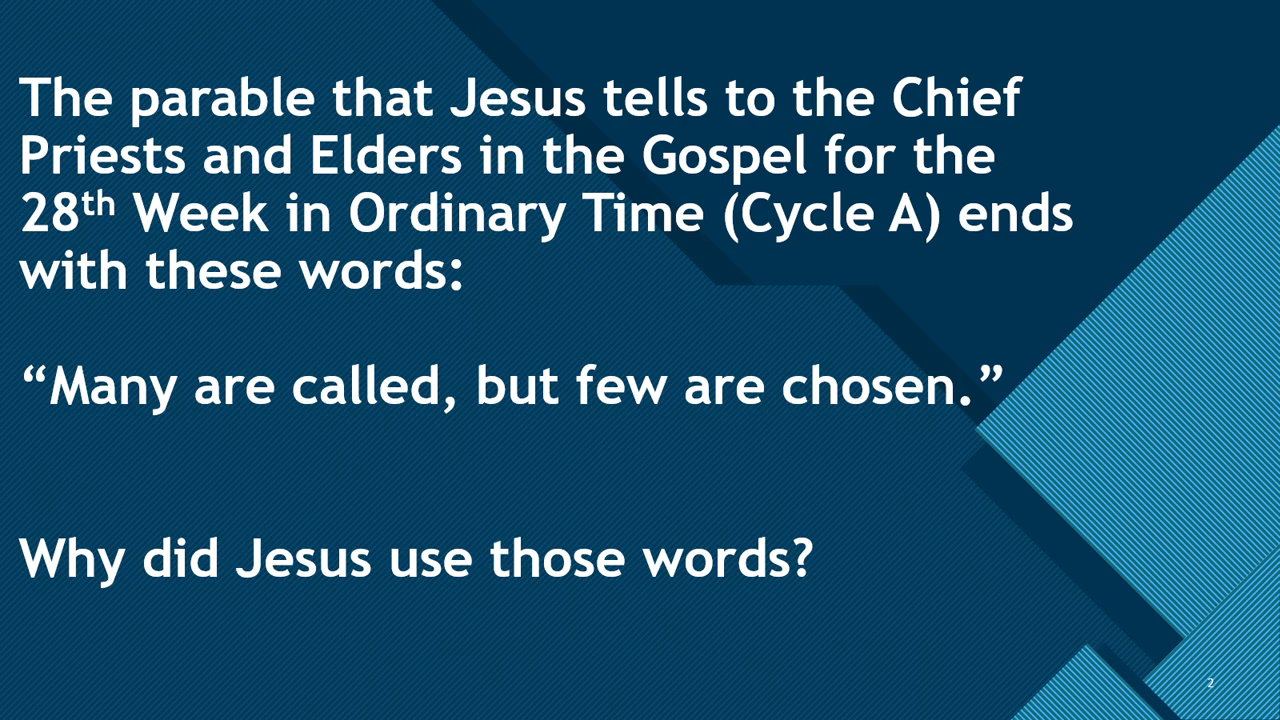 The parable that Jesus tells to the Chief
Priests and Elders in the Gospel for the
28th Week in Ordinary Time (Cycle A) ends
with these words:
“Many are called, but few are chosen.”
Why did Jesus use those words?
2